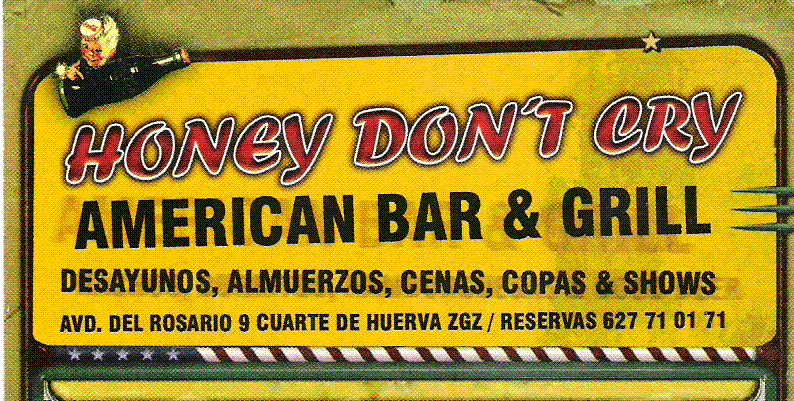 HONEY DON'T CRY
AMERICAN BAR & GRILL
DESAYUNOS, ALMUERZOS, CENAS, COPAS & SHOWS
AVD. DEL ROSARIO 9 CUARTE DE HUERVA ZGZ / RESERVAS 627 71 01 71